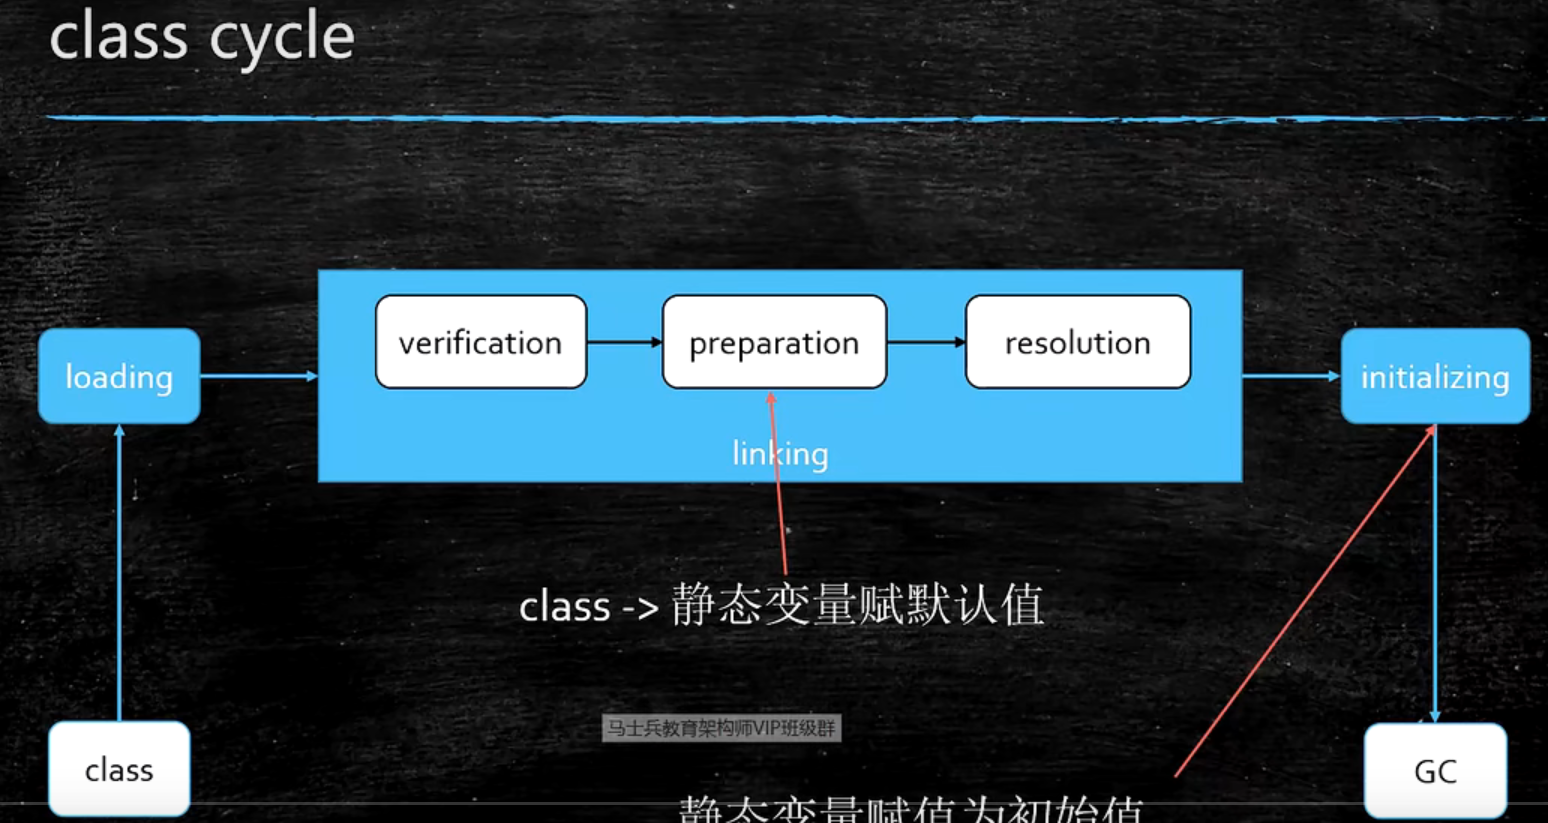 class cycle
verification
preparation
resolution
loading
initializing
linking
class -> 静态变量赋默认值
马士兵教育架构师VIP班级群
class
GC
静态变量赋值为初始值